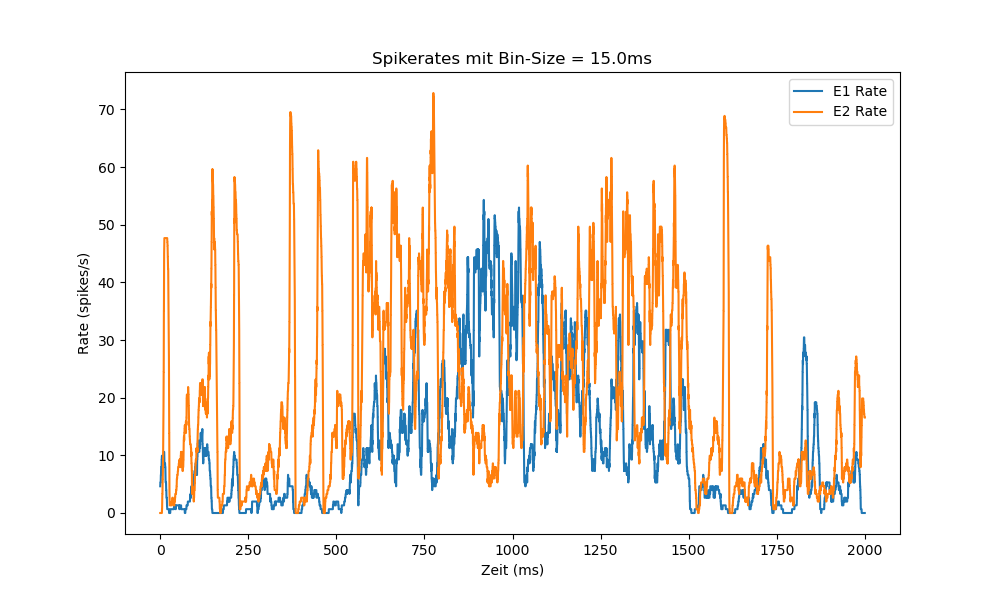 Spikerates mit Bin-Size = 15.0ms
E1 Rate
E2 Rate
Rate (spikes/s)
70
60
50
40
30
20
10
0
0 250 500 750 1000 1250 1500 1750 2000
Zeit (ms)